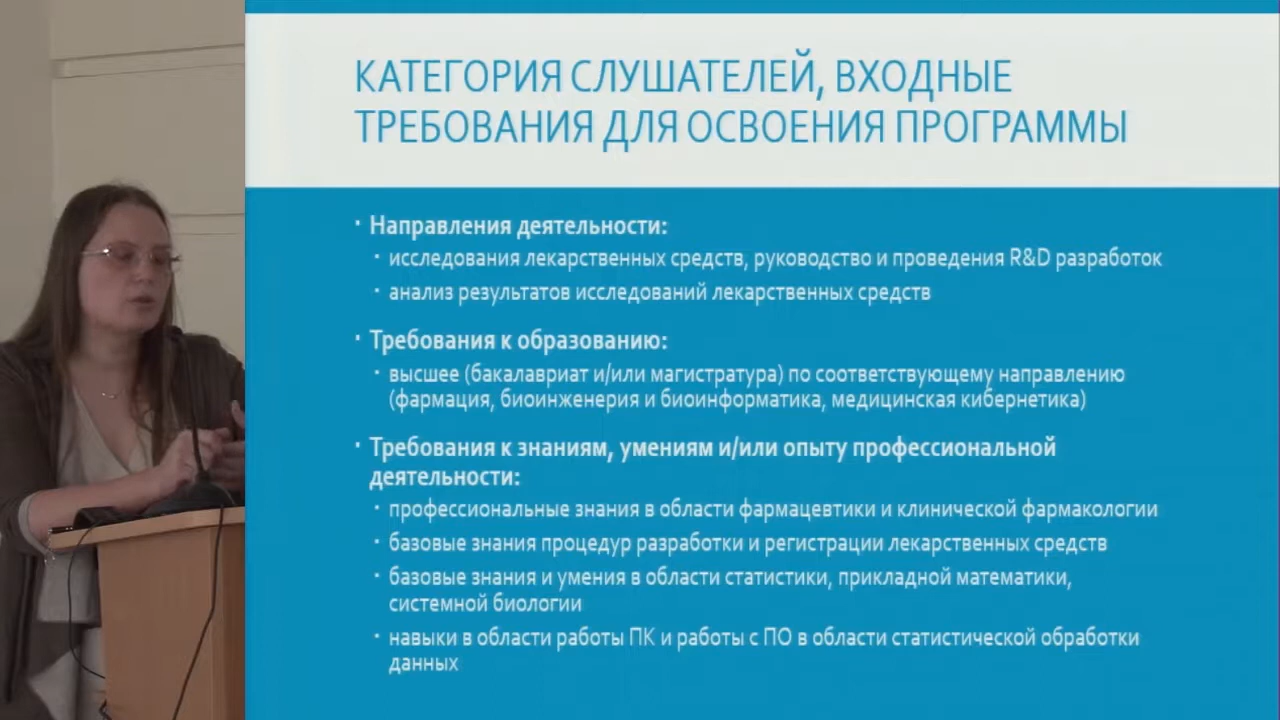 КАТЕГОРИЯ СЛУШАТЕЛЕЙ, ВХОДНЫЕ
ТРЕБОВАНИЯ ДЛЯ ОСВОЕНИЯ ПРОГРАММЫ
· Направления деятельности:
· исследования лекарственных средств, руководство и проведения R&D разработок
· анализ результатов исследований лекарственных средств
· Требования к образованию:
· высшее (бакалавриат и/или магистратура) по соответствующему направлению
(фармация, биоинженерия и биоинформатика, медицинская кибернетика)
· Требования к знаниям, умениям и/или опыту профессиональной
деятельности:
· профессиональные знания в области фармацевтики и клинической фармакологии
· базовые знания процедур разработки и регистрации лекарственных средств
· базовые знания и умения в области статистики, прикладной математики,
системной биологии
· навыки в области работы ПК и работы с ПО в области статистической обработки
данных